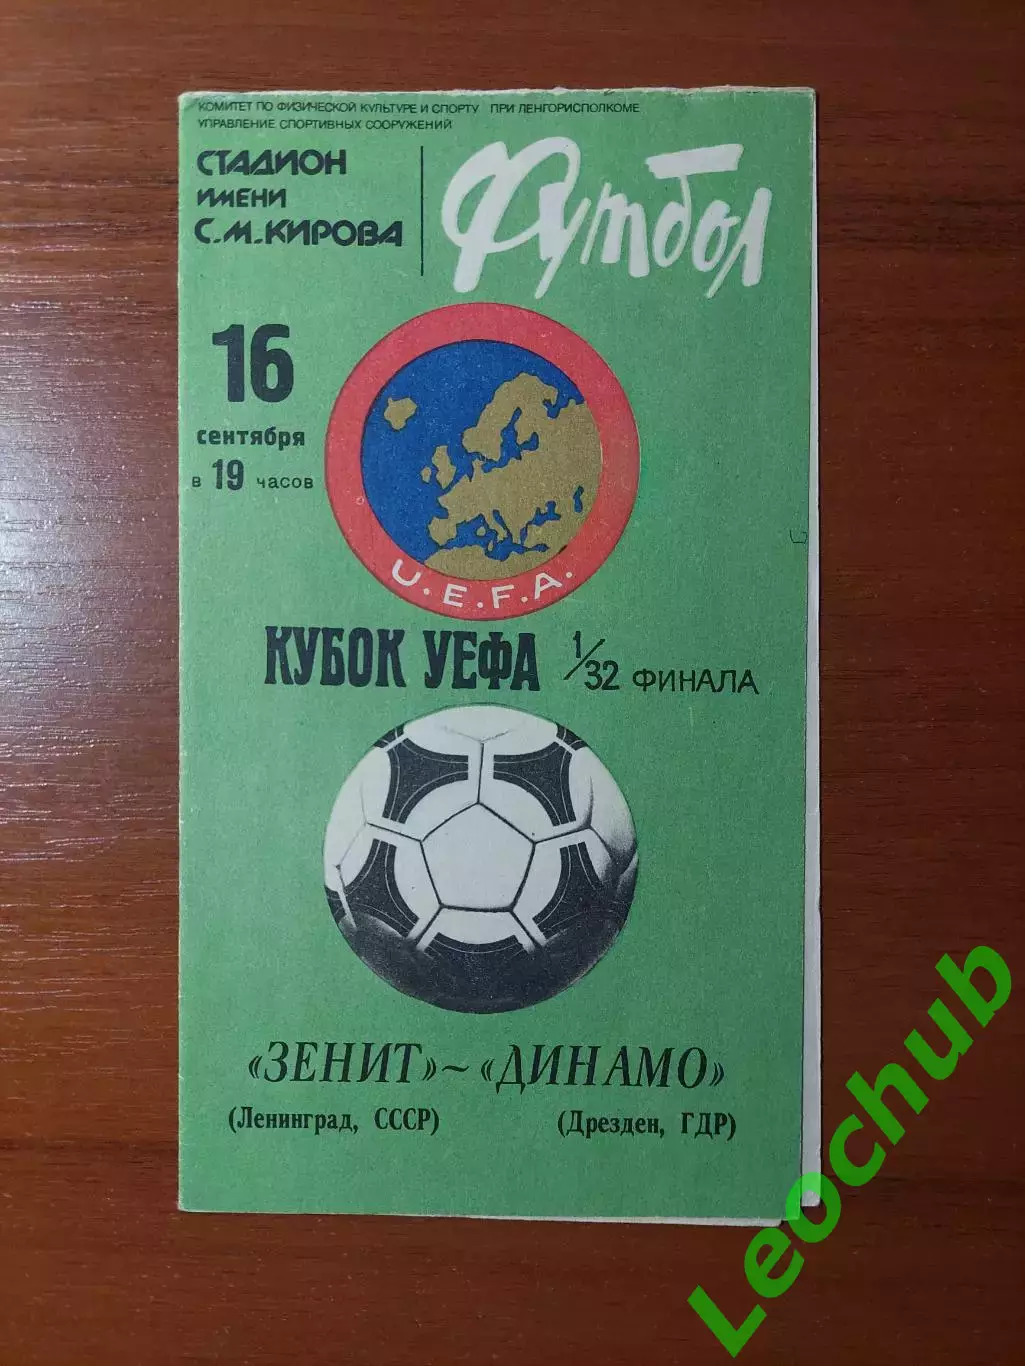 КОМИТЕТ ПО ФИЗИЧЕСКОЙ КУЛЬТУРЕ И СПОРТУ ПРИ ЛЕНГОРИСПОЛКОМЕ
УПРАВЛЕНИЕ СПОРТИВНЫХ СООРУЖЕНИЙ
СТАДИОН
ИМЕНИ
С.М.КИРОВА
Футбол
16
сентября
в 19 часов
U.E.F.A.
КУБОК УЕФА 1/32 ФИНАЛА
«ЗЕНИТ» ~ «ДИНАМО»
(Ленинград, СССР) (Дрезден, ГДР)
Leochub